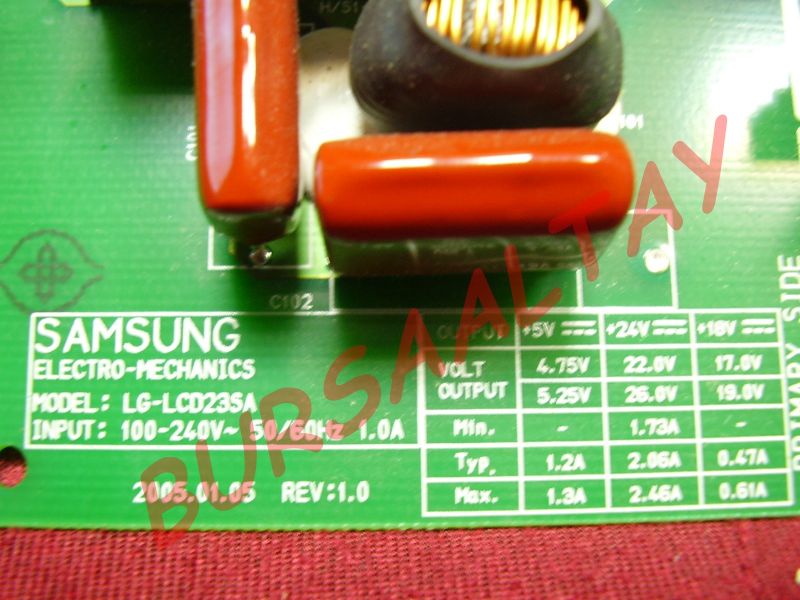 C102
SAMSUNG
ELECTRO-MECHANICS
MODEL: LG-LCD23SA
INPUT: 100-240V~ 50/60Hz 1.0A
2005.01.05 REV:1.0
OUTPUT +5V +24V +18V
VOLT OUTPUT 4.75V 22.0V 17.0V
5.25V 26.0V 19.0V
Min. - 1.73A -
Typ. 1.2A 2.06A 0.47A
Max. 1.3A 2.46A 0.61A
PRIMARY SIDE
BURSAALTAY